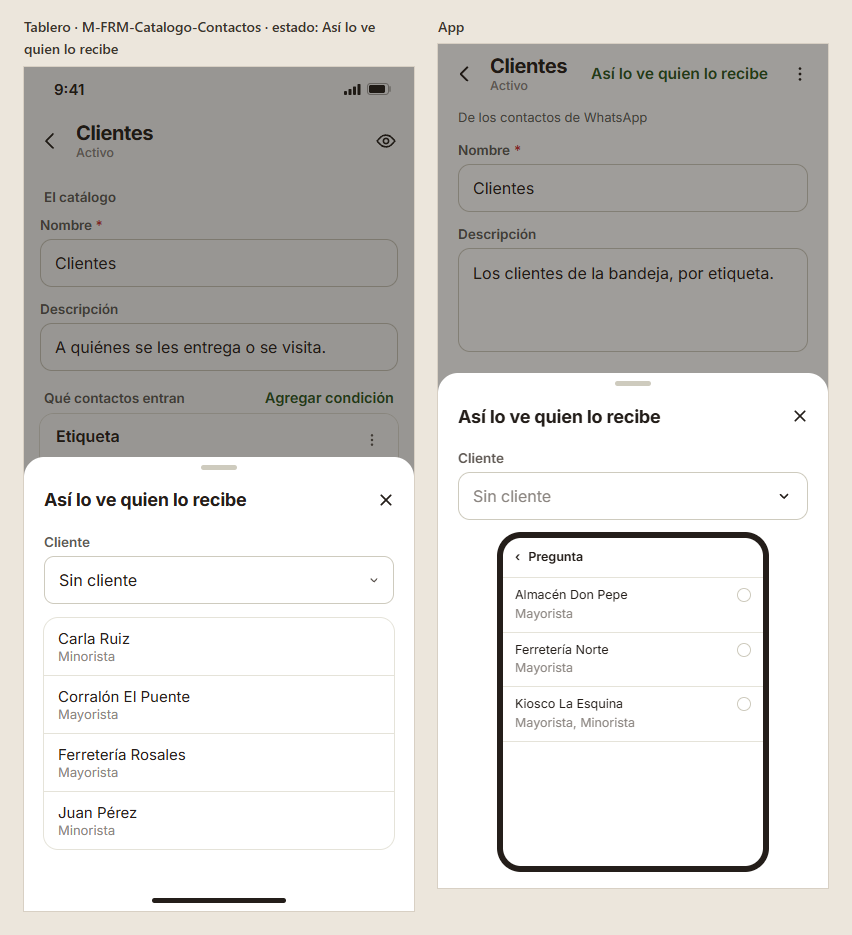 Tablero · M-FRM-Catalogo-Contactos · estado: Así lo ve
quien lo recibe
9:41
Clientes
Activo
El catálogo
Nombre *
Clientes
Descripción
A quiénes se les entrega o se visita.
Qué contactos entran
Agregar condición
Etiqueta
Así lo ve quien lo recibe
Cliente
Sin cliente
Carla Ruiz
Minorista
Corralón El Puente
Mayorista
Ferretería Rosales
Mayorista
Juan Pérez
Minorista
App
Clientes
Activo
Así lo ve quien lo recibe
De los contactos de WhatsApp
Nombre *
Clientes
Descripción
Los clientes de la bandeja, por etiqueta.
Así lo ve quien lo recibe
Cliente
Sin cliente
Pregunta
Almacén Don Pepe
Mayorista
Ferretería Norte
Mayorista
Kiosco La Esquina
Mayorista, Minorista